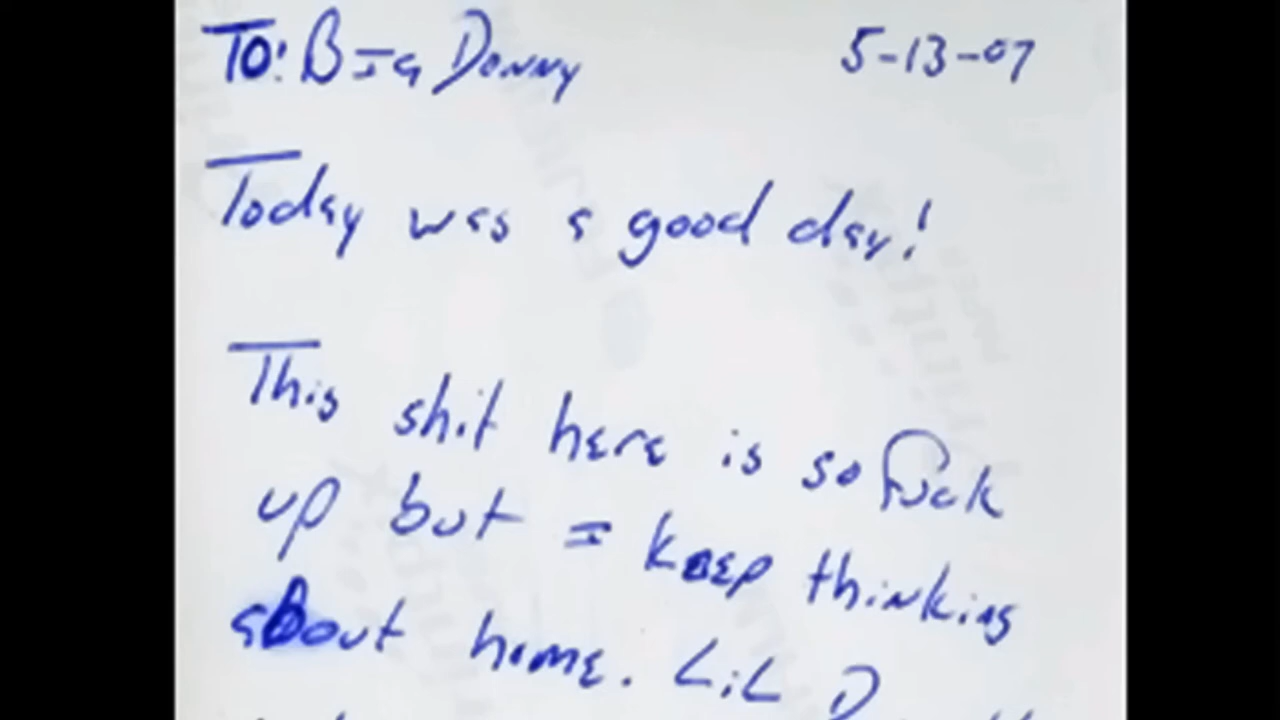 To: BIG Donny 5-13-07
Today was a good day!
This shit here is so fuck
up but I keep thinking
about home. LiL D